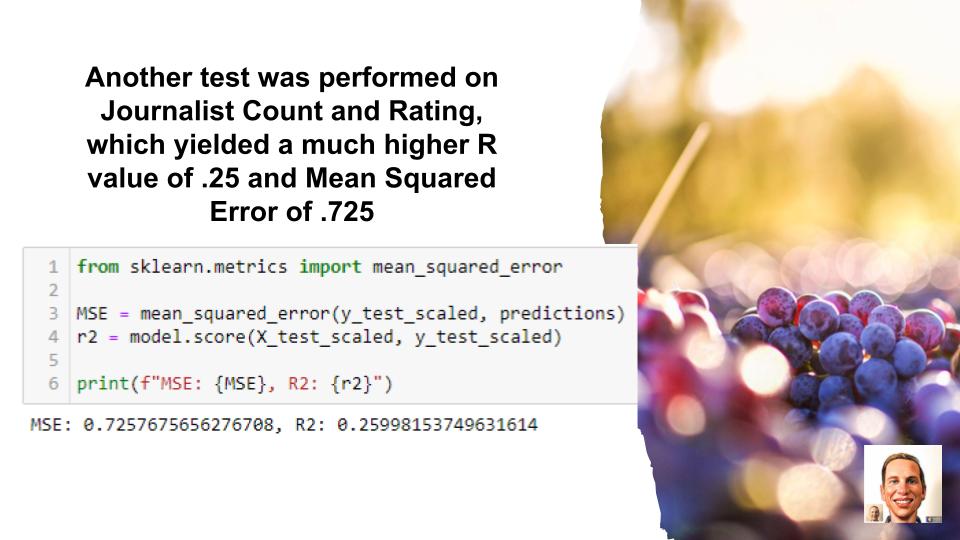 Another test was performed on
Journalist Count and Rating,
which yielded a much higher R
value of .25 and Mean Squared
Error of .725
1 from sklearn.metrics import mean_squared_error
2
3 MSE = mean_squared_error(y_test_scaled, predictions)
4 r2 = model.score(X_test_scaled, y_test_scaled)
5
6 print(f"MSE: {MSE}, R2: {r2}")
MSE: 0.7257675656276708, R2: 0.25998153749631614